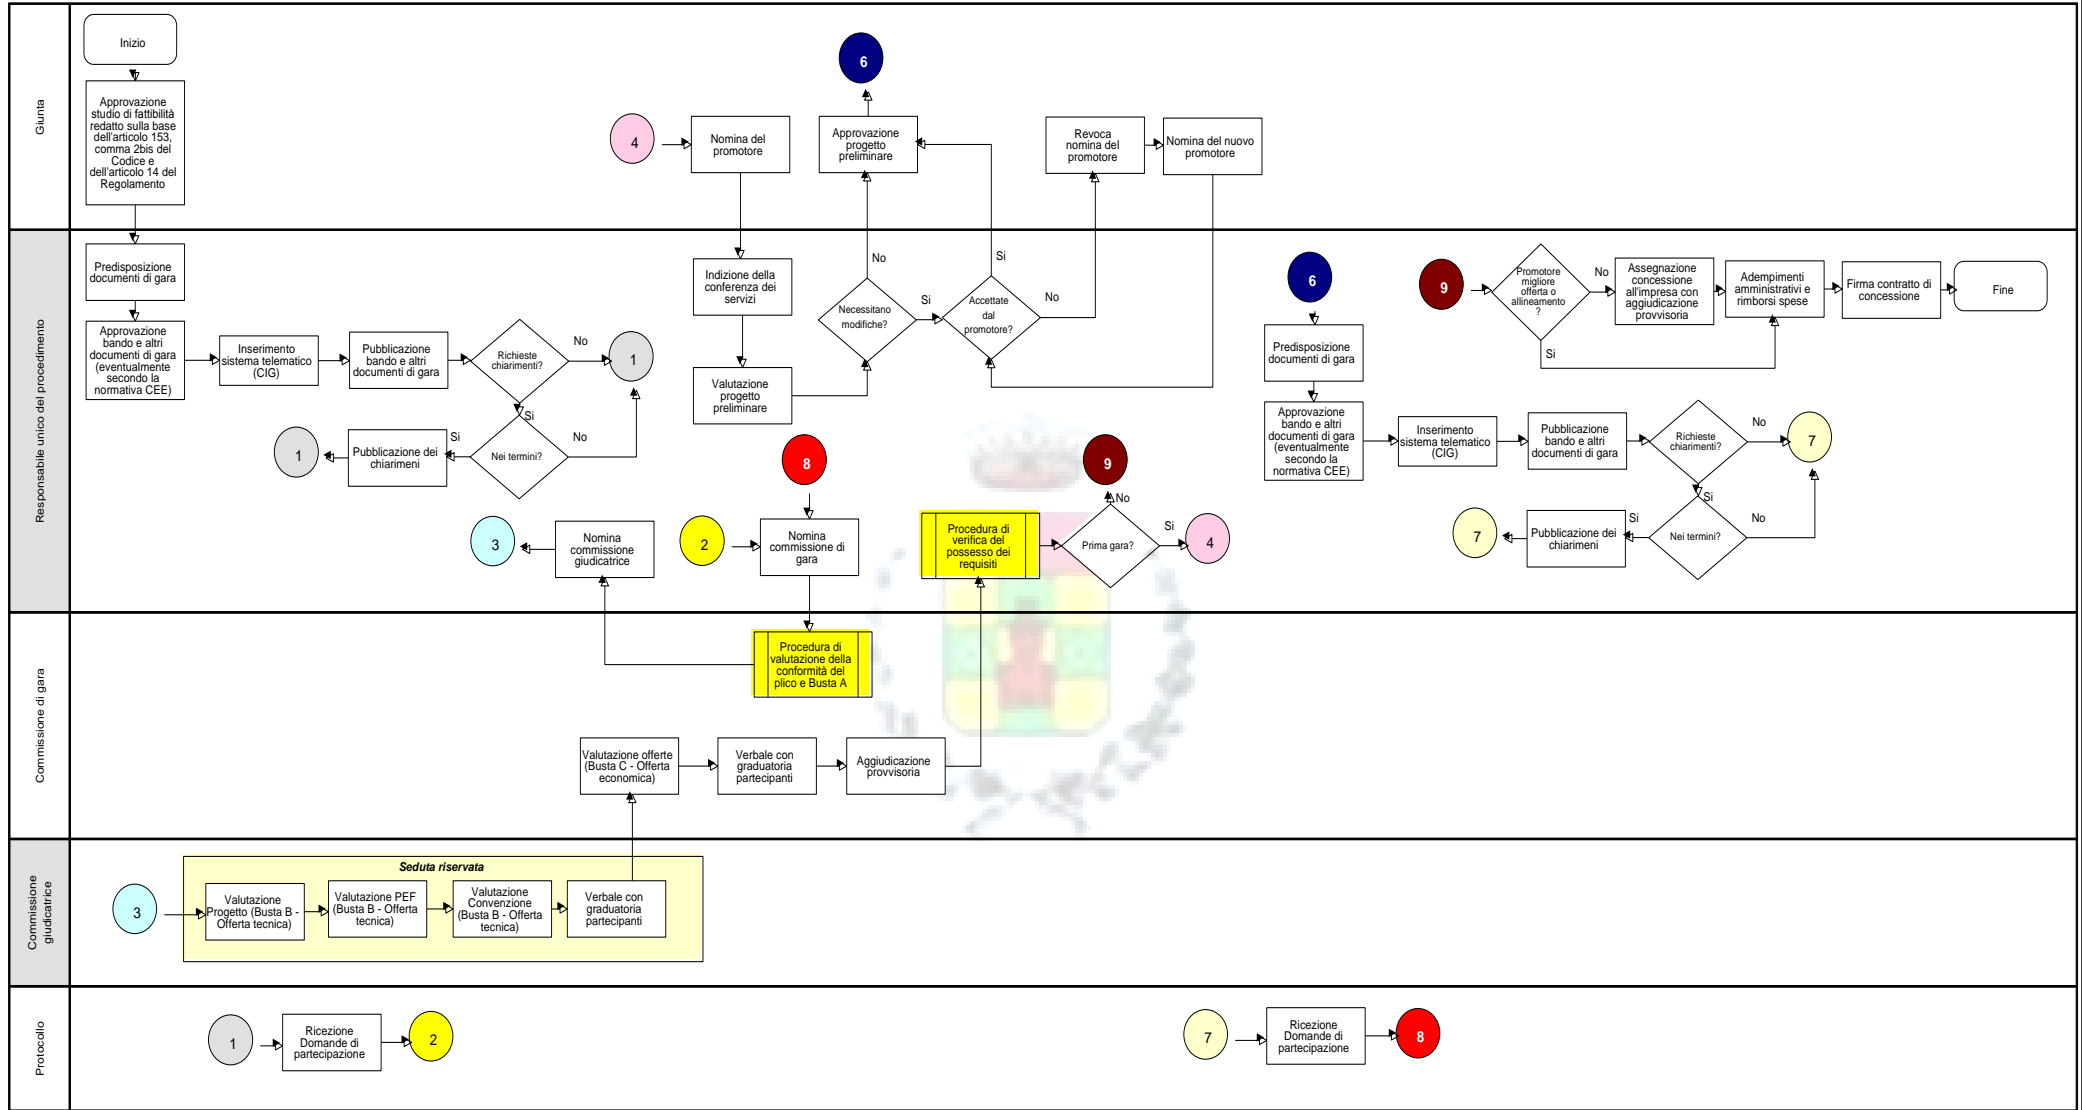 Giunta
Inizio
Approvazione
studio di fattibilità
redatto sulla base
dell'articolo 153,
comma 2bis del
Codice e
dell'articolo 14 del
Regolamento
4
Nomina del
promotore
6
Approvazione
progetto
preliminare
Revoca
nomina del
promotore
Nomina del nuovo
promotore
Responsabile unico del procedimento
Predisposizione
documenti di gara
Approvazione
bando e altri
documenti di gara
(eventualmente
secondo la
normativa CEE)
Inserimento
sistema telematico
(CIG)
Pubblicazione
bando e altri
documenti di gara
Richieste
chiarimenti?
No
1
Si
Nei termini?
No
Si
Pubblicazione dei
chiarimeni
1
Indizione della
conferenza dei
servizi
Valutazione
progetto
preliminare
Necessitano
modifiche?
No
Si
Accettate
dal
promotore?
Si
No
6
Predisposizione
documenti di gara
Approvazione
bando e altri
documenti di gara
(eventualmente
secondo la
normativa CEE)
Inserimento
sistema telematico
(CIG)
Pubblicazione
bando e altri
documenti di gara
Richieste
chiarimenti?
No
7
Si
Nei termini?
No
Si
Pubblicazione dei
chiarimeni
7
9
Promotore
migliore
offerta o
allineamento
?
No
Si
Assegnazione
concessione
all'impresa con
aggiudicazione
provvisoria
Adempimenti
amministrativi e
rimborsi spese
Firma contratto di
concessione
Fine
3
Nomina
commissione
giudicatrice
8
2
Nomina
commissione di
gara
Procedura di
verifica del
possesso dei
requisiti
Prima gara?
No
9
Si
4
Commissione di gara
Procedura di
valutazione della
conformità del
plico e Busta A
Valutazione offerte
(Busta C - Offerta
economica)
Verbale con
graduatoria
partecipanti
Aggiudicazione
provvisoria
Commissione
giudicatrice
3
Seduta riservata
Valutazione
Progetto (Busta B -
Offerta tecnica)
Valutazione PEF
(Busta B - Offerta
tecnica)
Valutazione
Convenzione
(Busta B - Offerta
tecnica)
Verbale con
graduatoria
partecipanti
Protocollo
1
Ricezione
Domande di
partecipazione
2
7
Ricezione
Domande di
partecipazione
8